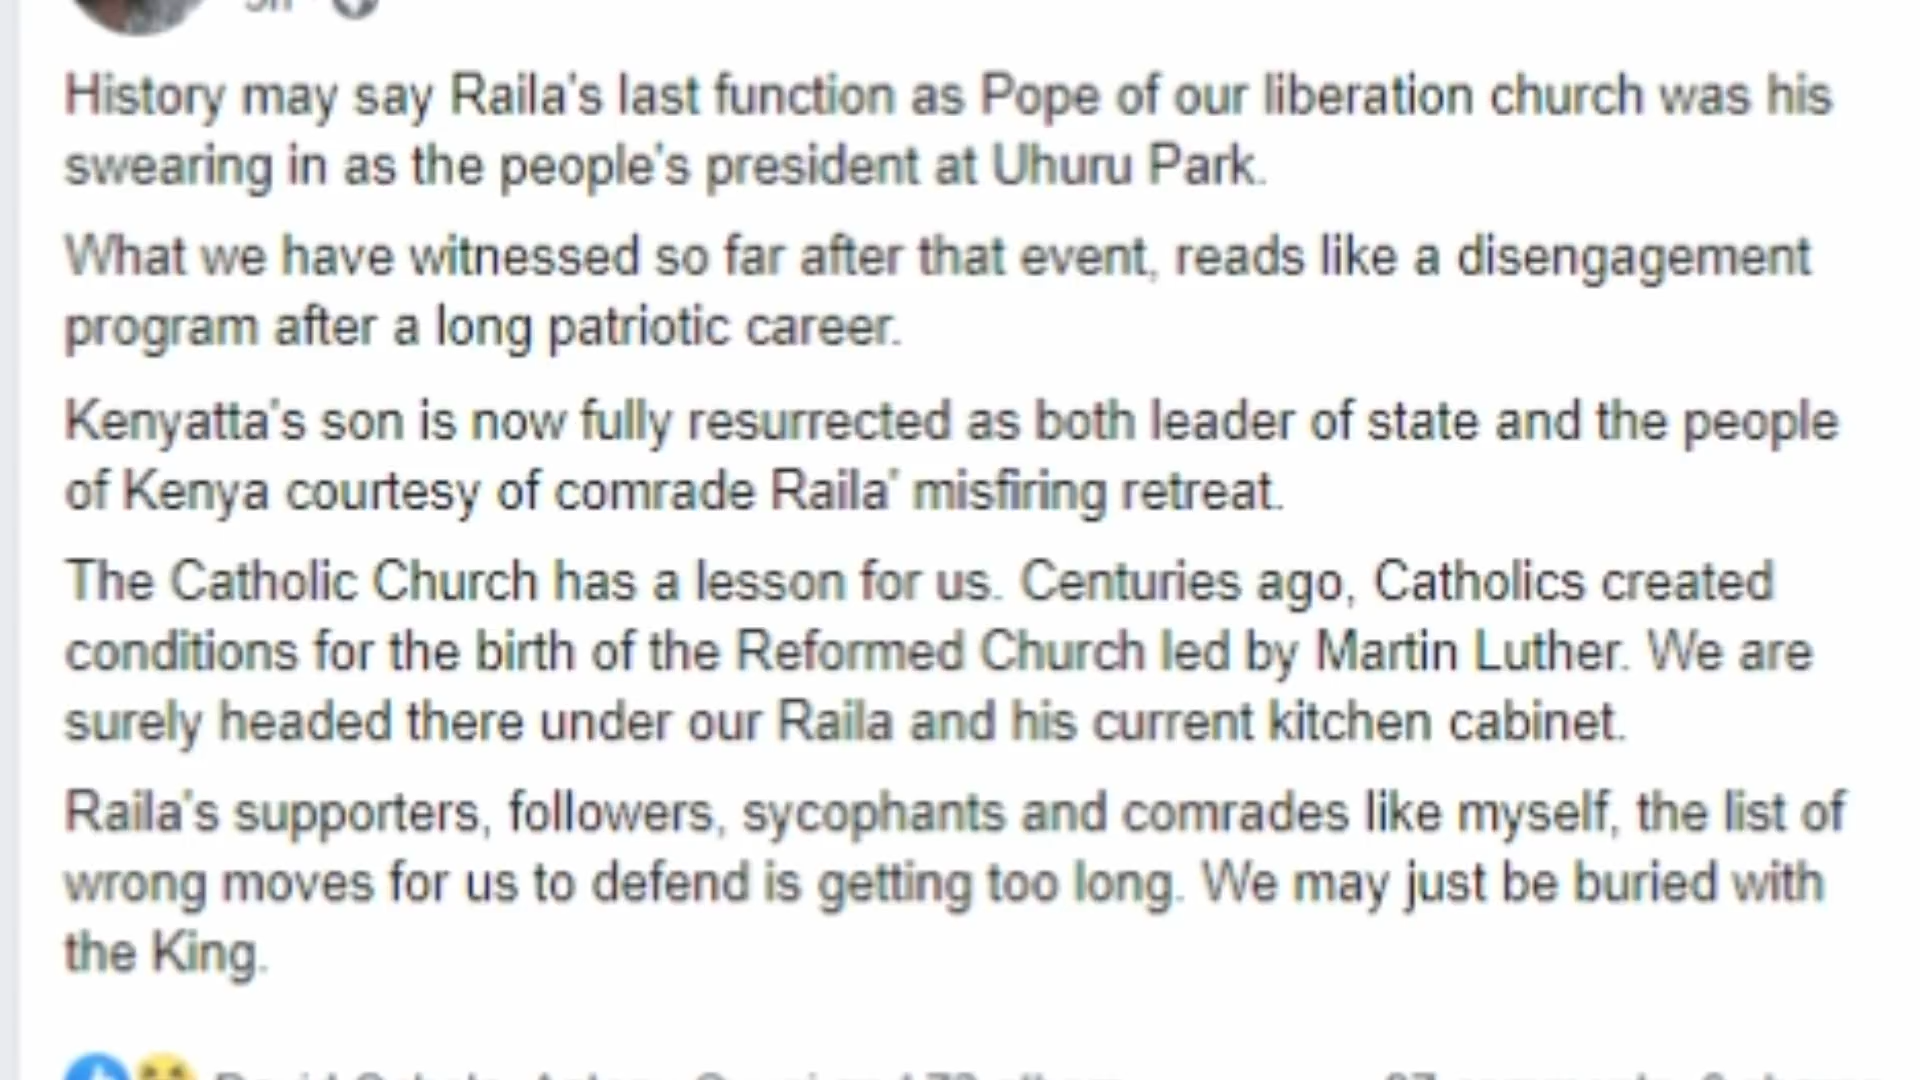 History may say Raila's last function as Pope of our liberation church was his
swearing in as the people's president at Uhuru Park.
What we have witnessed so far after that event, reads like a disengagement
program after a long patriotic career.
Kenyatta's son is now fully resurrected as both leader of state and the people
of Kenya courtesy of comrade Raila' misfiring retreat.
The Catholic Church has a lesson for us. Centuries ago, Catholics created
conditions for the birth of the Reformed Church led by Martin Luther. We are
surely headed there under our Raila and his current kitchen cabinet.
Raila's supporters, followers, sycophants and comrades like myself, the list of
wrong moves for us to defend is getting too long. We may just be buried with
the King.